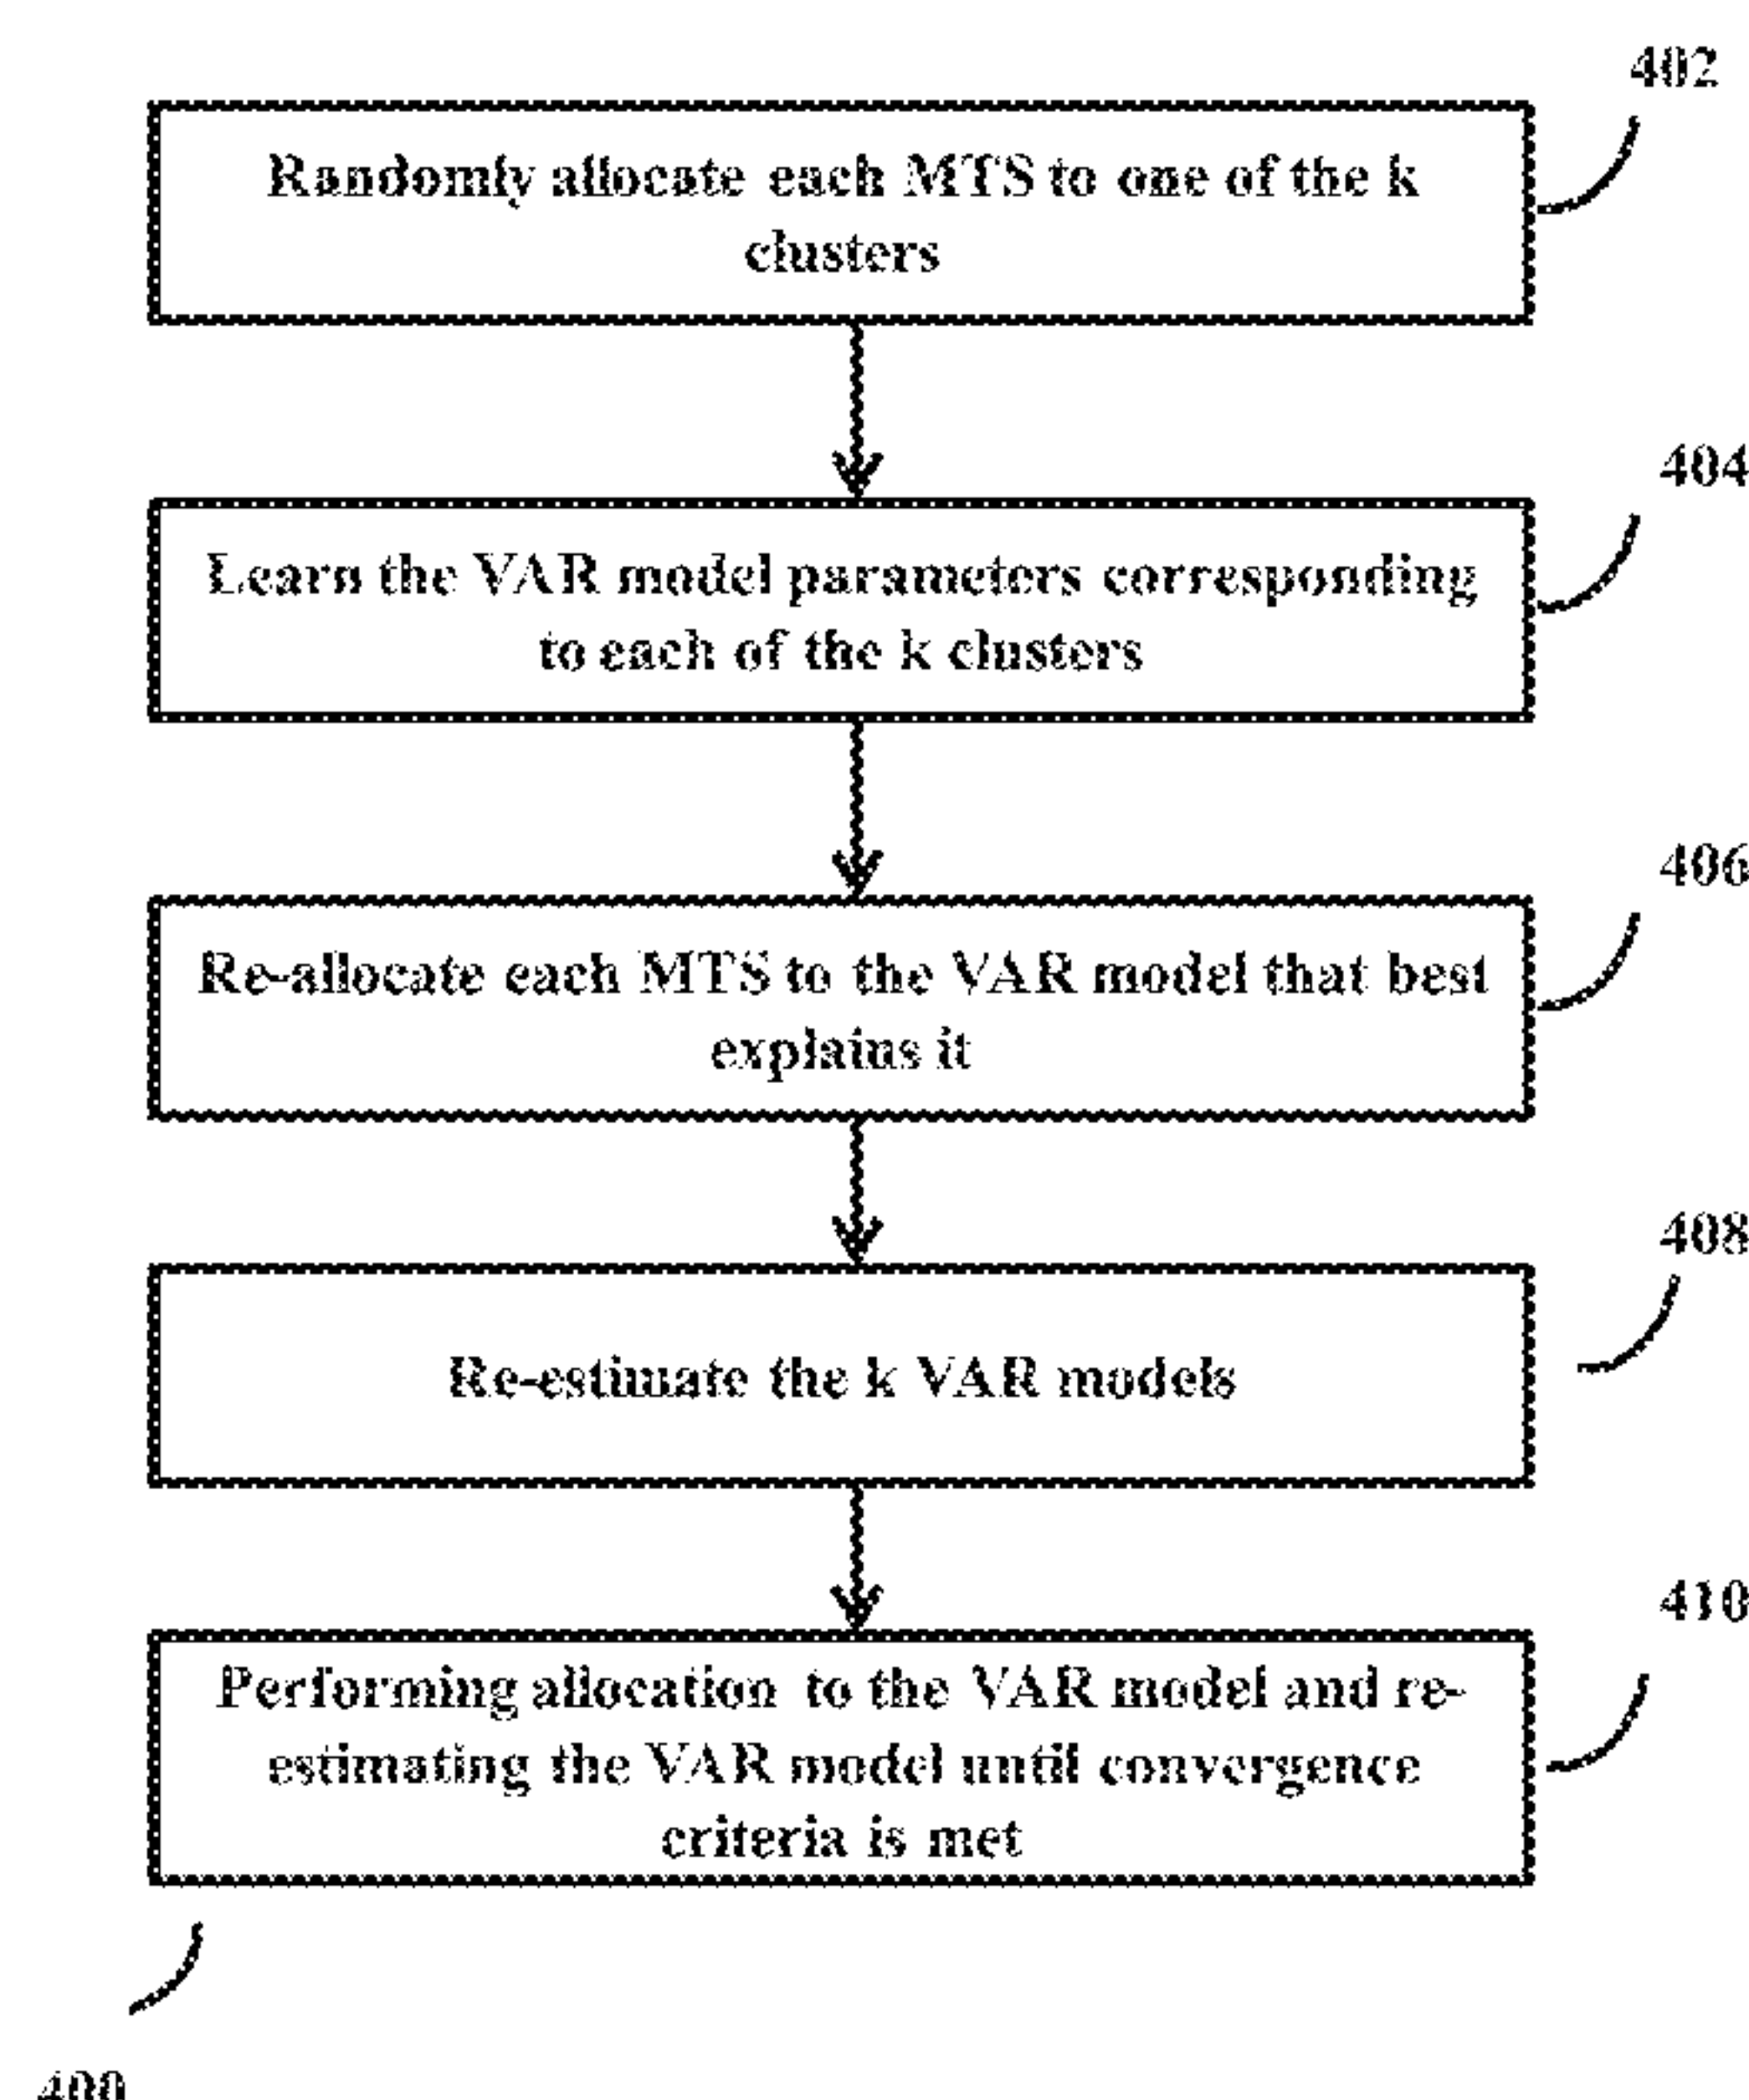 402
Randomly allocate each MTS to one of the k
clusters
404
Learn the VAR model parameters corresponding
to each of the k clusters
406
Re-allocate each MTS to the VAR model that best
explains it
408
Re-estimate the k VAR models
410
Performing allocation to the VAR model and re-
estimating the VAR model until convergence
criteria is met
400